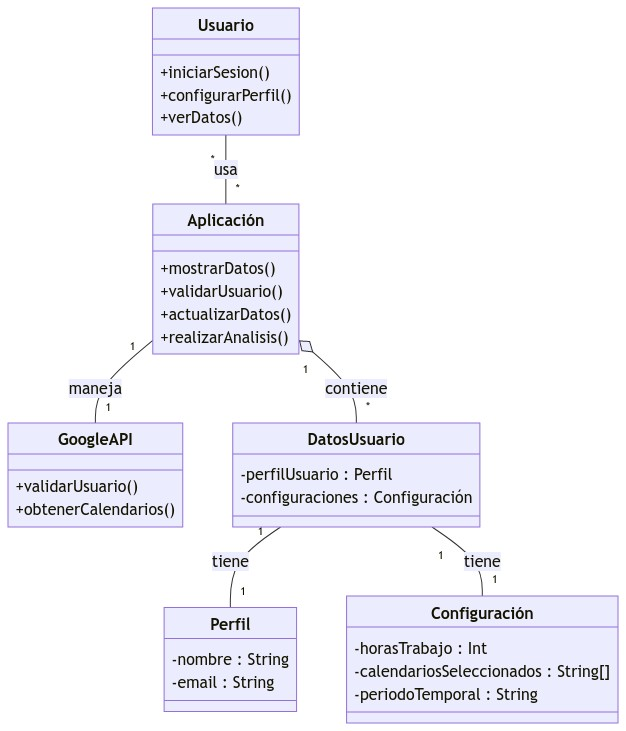 Usuario
+iniciarSesion()
+configurarPerfil()
+verDatos()
*
usa
*
Aplicación
+mostrarDatos()
+validarUsuario()
+actualizarDatos()
+realizarAnalisis()
1
1
maneja
contiene
1
*
GoogleAPI
+validarUsuario()
+obtenerCalendarios()
DatosUsuario
-perfilUsuario : Perfil
-configuraciones : Configuración
1
1
tiene
tiene
1
1
Perfil
-nombre : String
-email : String
Configuración
-horasTrabajo : Int
-calendariosSeleccionados : String[]
-periodoTemporal : String